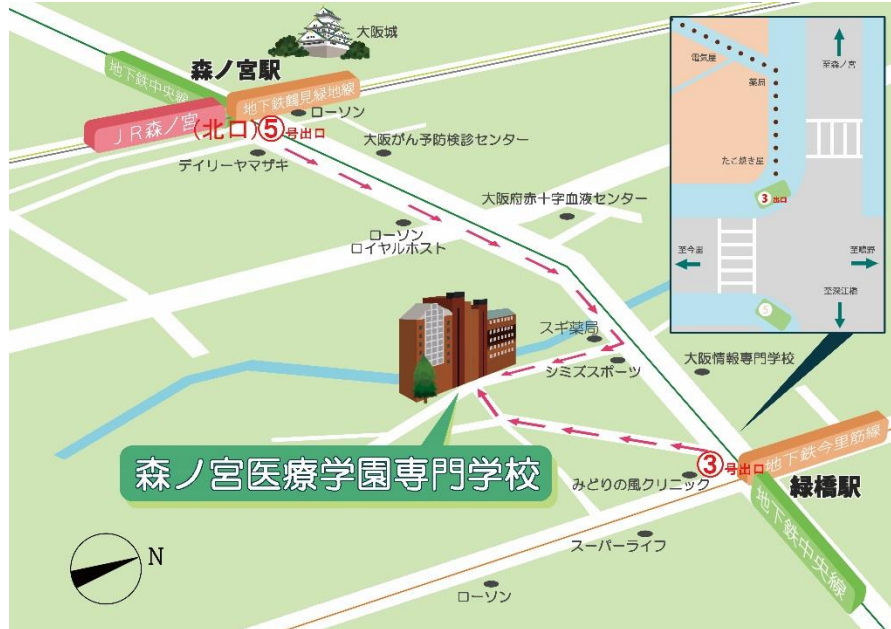 大阪城
森ノ宮駅
地下鉄中央線
地下鉄鶴見緑地線
JR森ノ宮
(北口)⑤号出口
ローソン
デイリーヤマザキ
大阪がん予防検診センター
大阪府赤十字血液センター
ローソン
ロイヤルホスト
スギ薬局
シミズスポーツ
大阪情報専門学校
森ノ宮医療学園専門学校
③号出口
地下鉄今里筋線
みどりの風クリニック
緑橋駅
地下鉄中央線
スーパーライフ
ローソン
N
電気屋
薬局
至森ノ宮
たこ焼き屋
3出口
至今里
至鴫野
至深江橋
5